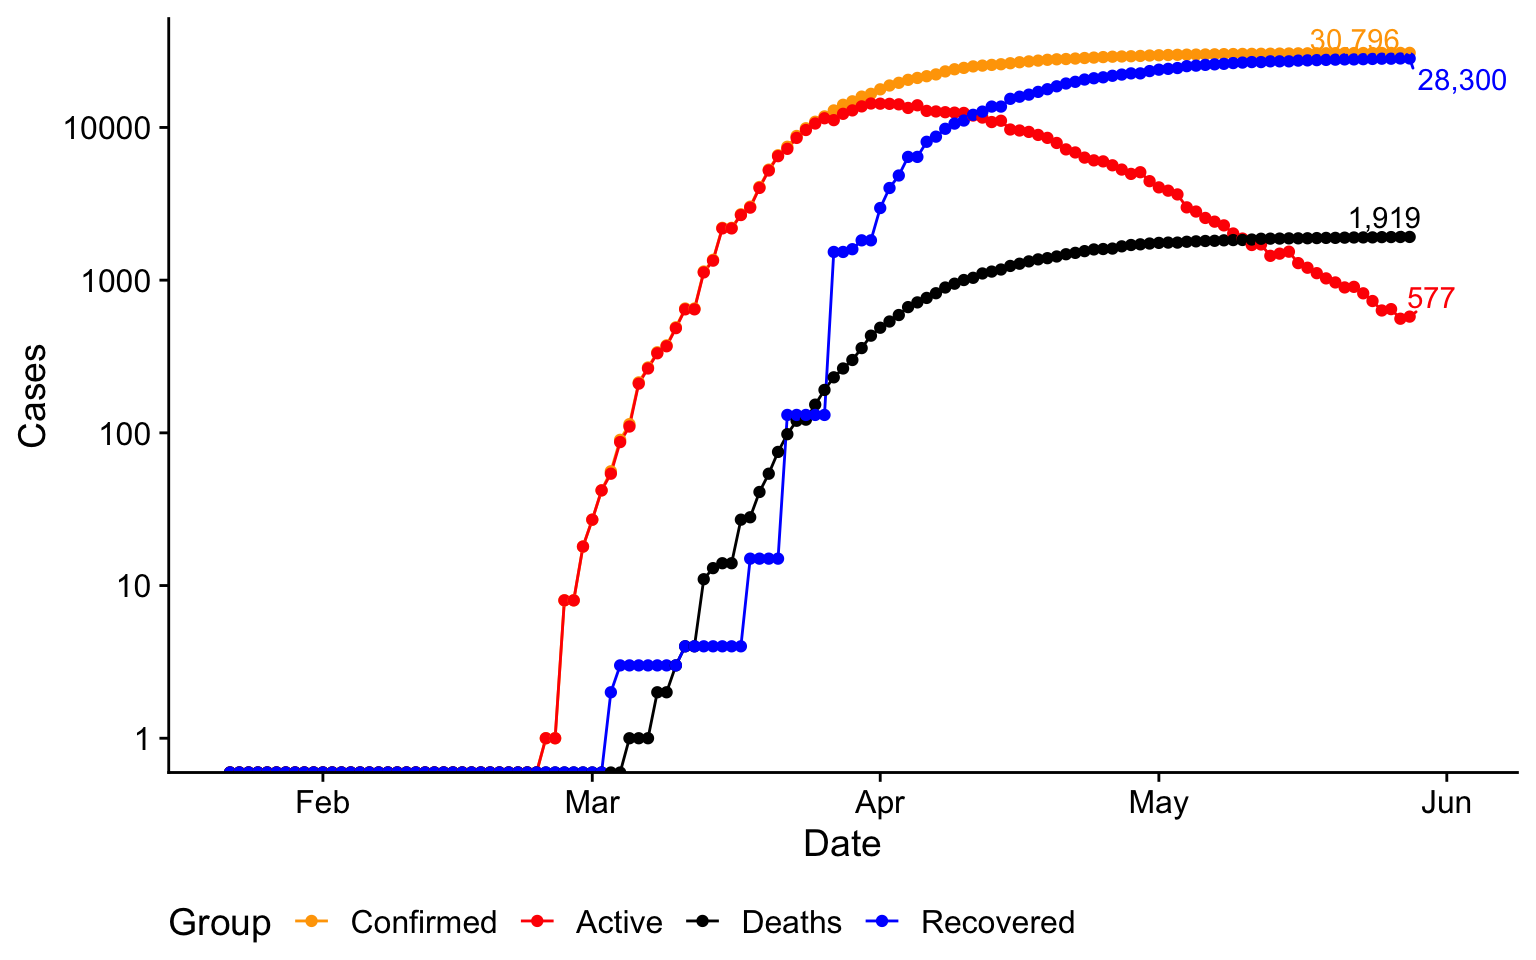 30,796
28,300
10000
1,919
1000
577
Cases
100
10
1
Feb Mar Apr May Jun
Date
Group Confirmed Active Deaths Recovered